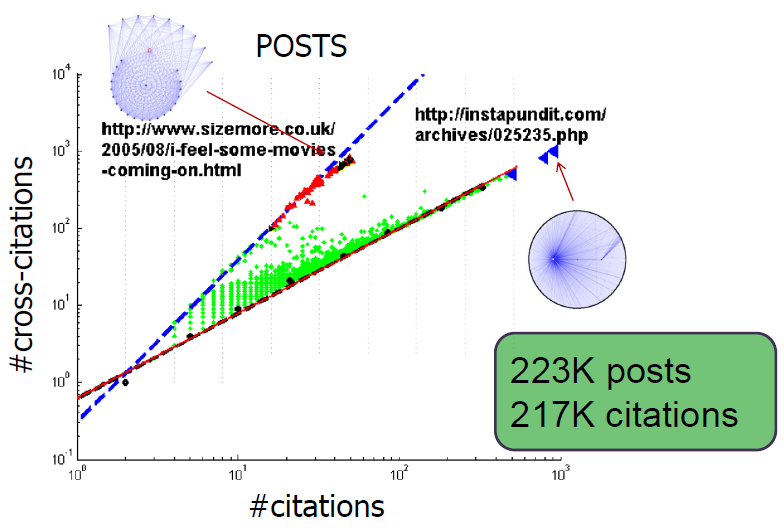 POSTS
10^4
http://www.sizemore.co.uk/
2005/08/i-feel-some-movies
-coming-on.html
http://instapundit.com/
archives/025235.php
10^3
10^2
10^1
10^0
10^-1
#cross-citations
223K posts
217K citations
10^0 10^1 10^2 10^3
#citations